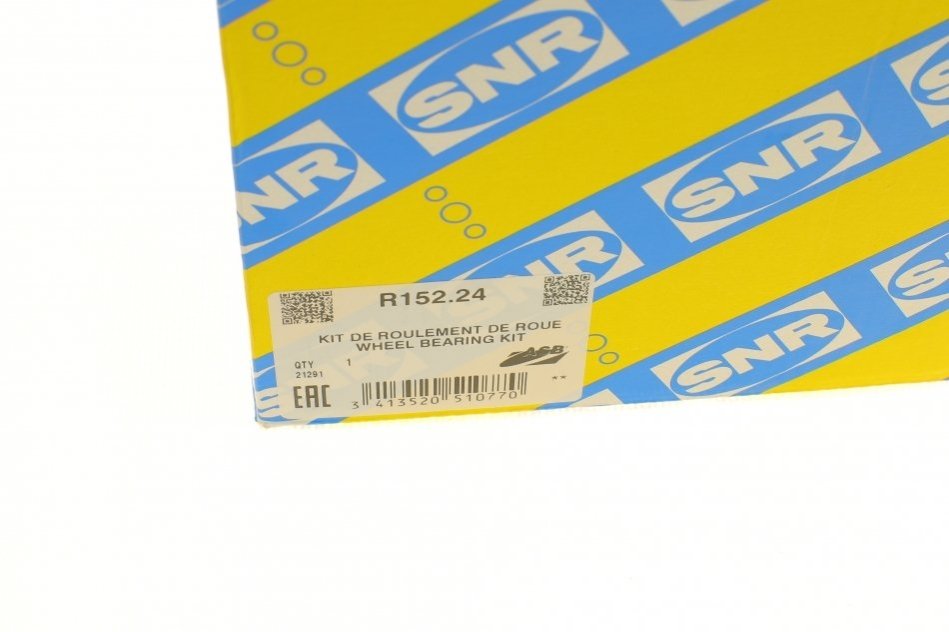 SNR
SNR
SNR
SNR
SNR
SNR
SNR
R152.24
KIT DE ROULEMENT DE ROUE
WHEEL BEARING KIT
QTY 1
21291
ASB
**
EAC
3 413520 510770